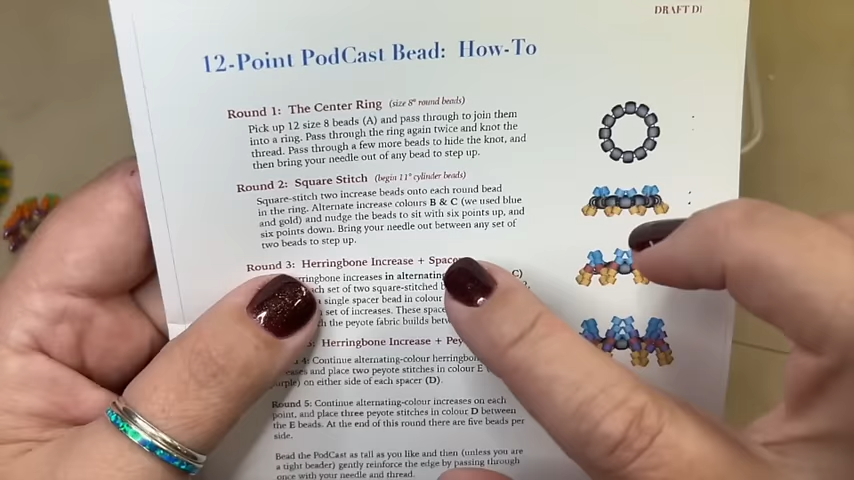 DRAFT
12-Point PodCast Bead: How-To
Round 1: The Center Ring (size 8° round beads)
Pick up 12 size 8 beads (A) and pass through to join them
into a ring. Pass through the ring again twice and knot the
thread. Pass through a few more beads to hide the knot, and
then bring your needle out of any bead to step up.
Round 2: Square Stitch (begin 11° cylinder beads)
Square-stitch two increase beads onto each round bead
in the ring. Alternate increase colours B & C (we used blue
and gold) and nudge the beads to sit with six points up, and
six points down. Bring your needle out between any set of
two beads to step up.
Round 3: Herringbone Increase +
increases in alternating C)
each set of two square-stitched
single spacer bead in colour
set of increases. These
the peyote fabric builds
Herringbone Increase +
4: Continue alternating-colour
and place two peyote stitches in colour E
on either side of each spacer (D).
Round 5: Continue alternating-colour increases on each
point, and place three peyote stitches in colour D between
the E beads. At the end of this round there are five beads per
side.
Bead the PodCast as tall as you like and then (unless you are
a tight beader) gently reinforce the edge by passing through
once with your needle and thread.